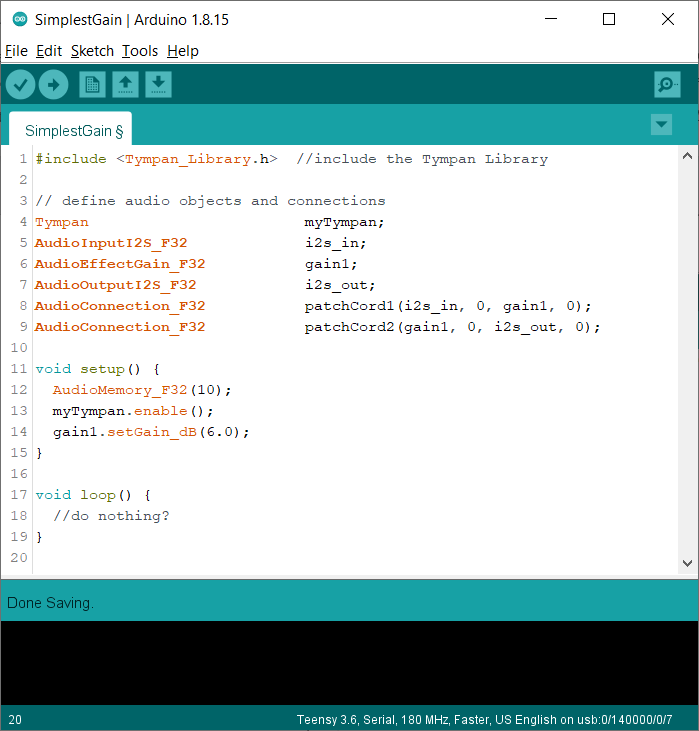 SimplestGain | Arduino 1.8.15
File Edit Sketch Tools Help
SimplestGain §
1 #include <Tympan_Library.h>  //include the Tympan Library
2
3 // define audio objects and connections
4 Tympan                        myTympan;
5 AudioInputI2S_F32             i2s_in;
6 AudioEffectGain_F32           gain1;
7 AudioOutputI2S_F32            i2s_out;
8 AudioConnection_F32           patchCord1(i2s_in, 0, gain1, 0);
9 AudioConnection_F32           patchCord2(gain1, 0, i2s_out, 0);
10
11 void setup() {
12   AudioMemory_F32(10);
13   myTympan.enable();
14   gain1.setGain_dB(6.0);
15 }
16
17 void loop() {
18   //do nothing?
19 }
20
Done Saving.
20 Teensy 3.6, Serial, 180 MHz, Faster, US English on usb:0/140000/0/7